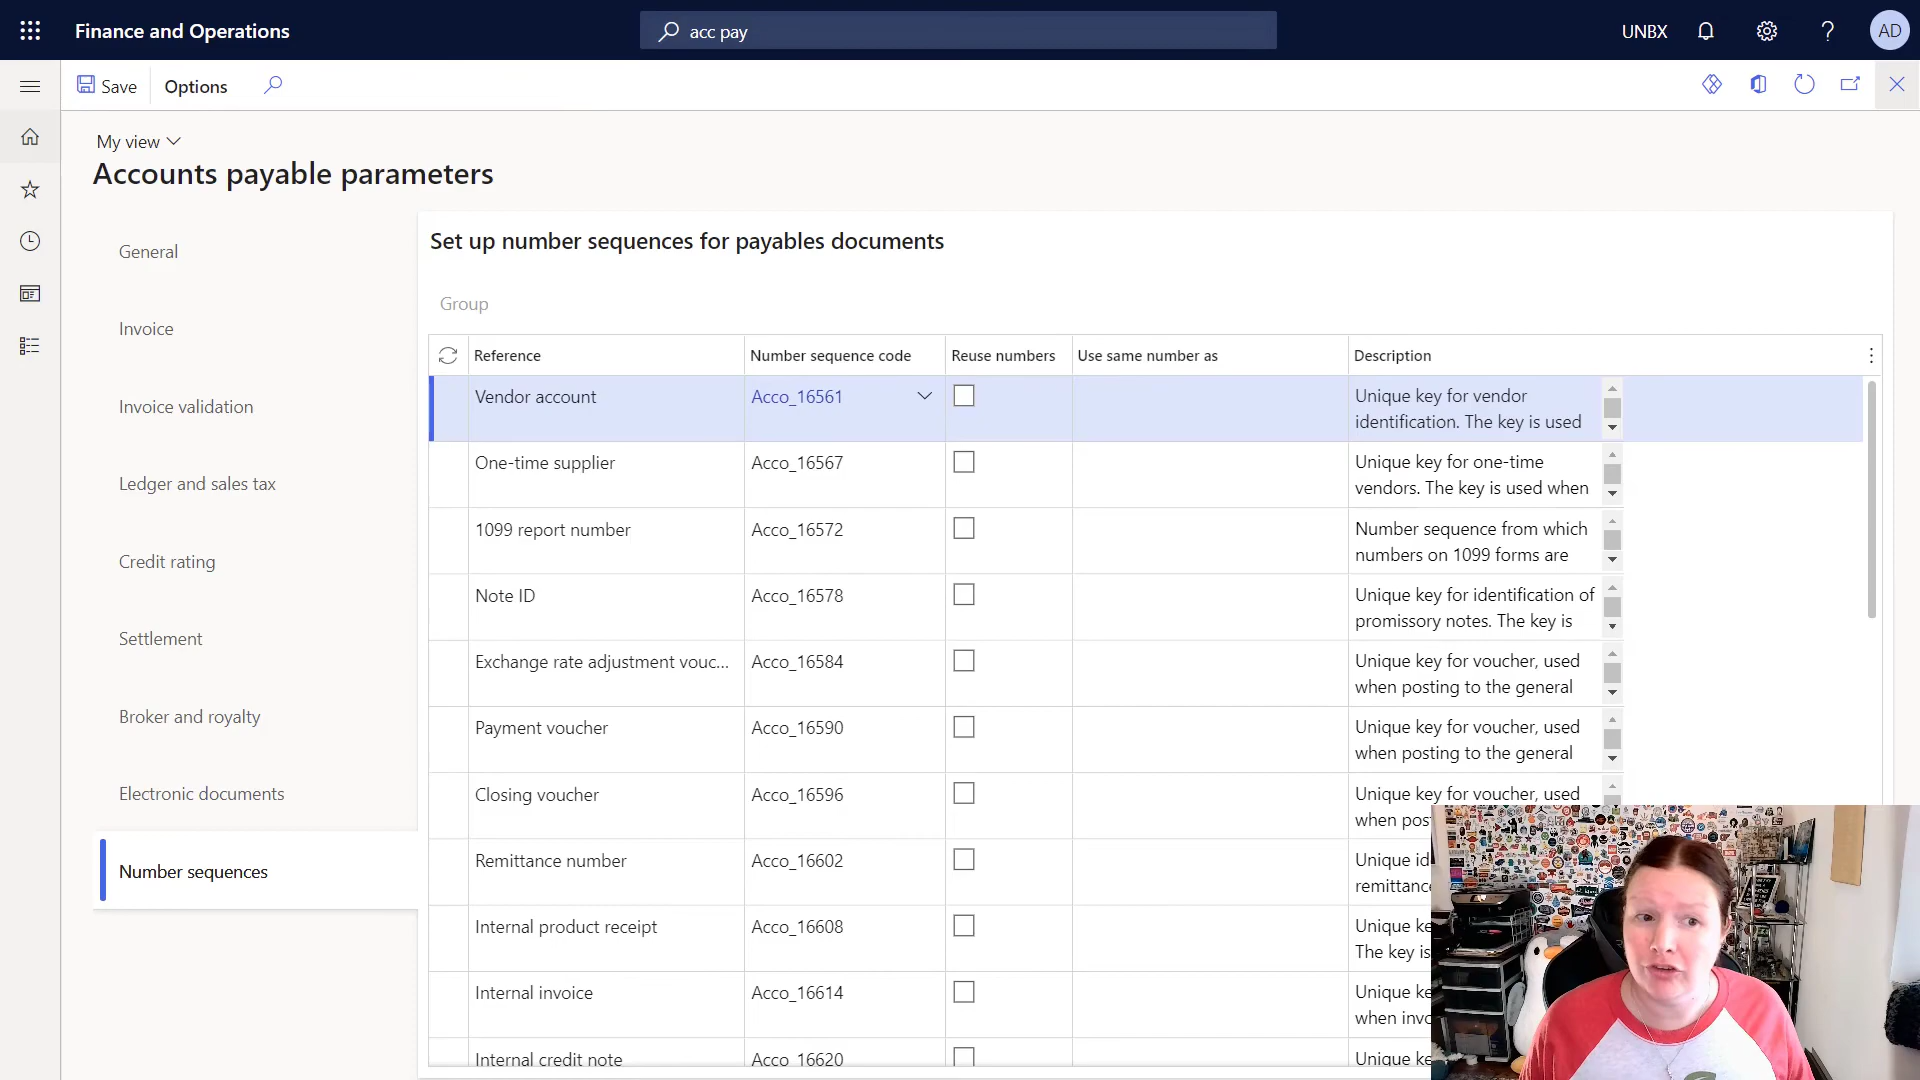 Finance and Operations
acc pay
UNBX
?
AD
Save
Options
My view
Accounts payable parameters
General
Invoice
Invoice validation
Ledger and sales tax
Credit rating
Settlement
Broker and royalty
Electronic documents
Number sequences
Set up number sequences for payables documents
Group
Reference Number sequence code Reuse numbers Use same number as Description
Vendor account Acco_16561 Unique key for vendor
identification. The key is used
One-time supplier Acco_16567 Unique key for one-time
vendors. The key is used when
1099 report number Acco_16572 Number sequence from which
numbers on 1099 forms are
Note ID Acco_16578 Unique key for identification of
promissory notes. The key is
Exchange rate adjustment vouc... Acco_16584 Unique key for voucher, used
when posting to the general
Payment voucher Acco_16590 Unique key for voucher, used
when posting to the general
Closing voucher Acco_16596 Unique key for voucher, used
when pos
Remittance number Acco_16602 Unique id
remittance
Internal product receipt Acco_16608 Unique ke
The key is
Internal invoice Acco_16614 Unique ke
when invo
Internal credit note Acco_16620 Unique ke